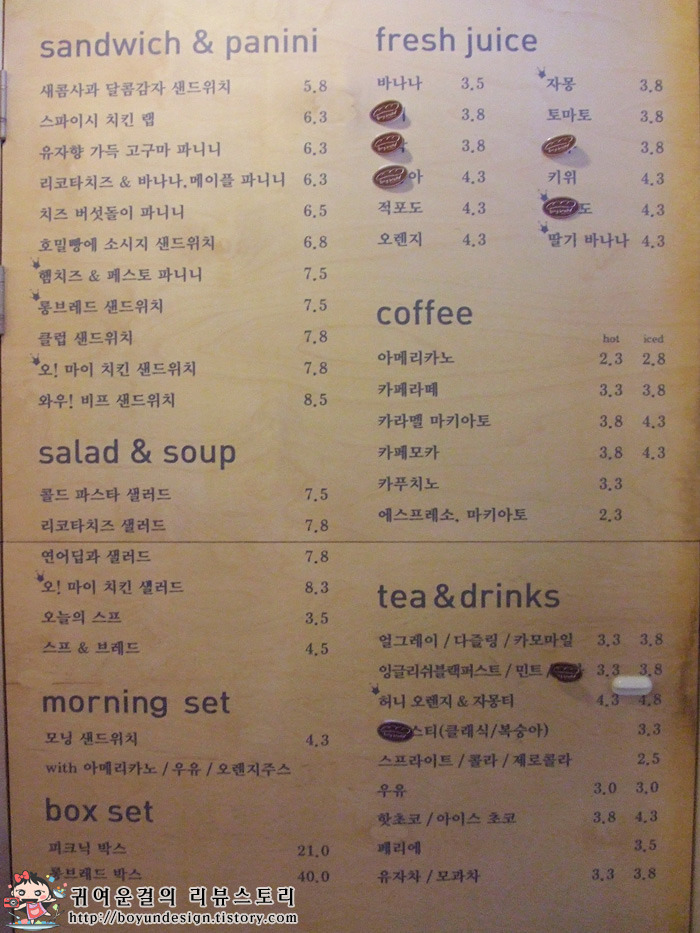 sandwich & panini
새콤사과 달콤감자 샌드위치 5.8
스파이시 치킨 랩 6.3
유자향 가득 고구마 파니니 6.3
리코타치즈 & 바나나.메이플 파니니 6.3
치즈 버섯돌이 파니니 6.5
호밀빵에 소시지 샌드위치 6.8
햄치즈 & 페스토 파니니 7.5
롱브레드 샌드위치 7.5
클럽 샌드위치 7.8
오! 마이 치킨 샌드위치 7.8
와우! 비프 샌드위치 8.5
salad & soup
콜드 파스타 샐러드 7.5
리코타치즈 샐러드 7.8
연어딥과 샐러드 7.8
오! 마이 치킨 샐러드 8.3
오늘의 스프 3.5
스프 & 브레드 4.5
morning set
모닝 샌드위치 4.3
with 아메리카노 / 우유 / 오렌지주스
box set
피크닉 박스 21.0
롱브래드 박스 40.0
fresh juice
바나나 3.5 자몽 3.8
3.8 토마토 3.8
3.8 3.8
아 4.3 키위 4.3
적포도 4.3 도 4.3
오렌지 4.3 딸기 바나나 4.3
coffee
hot iced
아메리카노 2.3 2.8
카페라떼 3.3 3.8
카라멜 마키아토 3.8 4.3
카페모카 3.8 4.3
카푸치노 3.3
에스프레소. 마키아토 2.3
tea & drinks
얼그레이 / 다즐링 / 카모마일 3.3 3.8
잉글리쉬블랙퍼스트 / 민트 / 3.3 3.8
허니 오렌지 & 자몽티 4.3 4.8
스티(클래식/복숭아) 3.3
스프라이트 / 콜라 / 제로콜라 2.5
우유 3.0 3.0
핫초코 / 아이스 초코 3.8 4.3
페리에 3.5
유자차 / 모과차 3.3 3.8
귀여운걸의 리뷰스토리
http://boyundesign.tistory.com